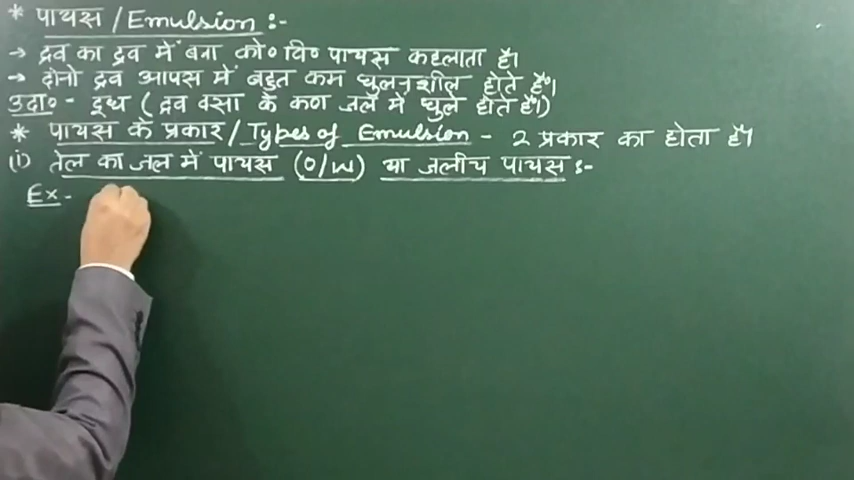 * पायस / Emulsion :-
→ द्रव का द्रव में बना को० वि० पायस कहलाता है।
→ दोनो द्रव आपस में बहुत कम घुलनशील होते हैं।
उदा० - दूध ( द्रव वसा के कण जल में घुले होते हैं।)
* पायस के प्रकार / Types of Emulsion - 2 प्रकार का होता है।
(i) तेल का जल में पायस (O/W) या जलीय पायस :-
Ex -